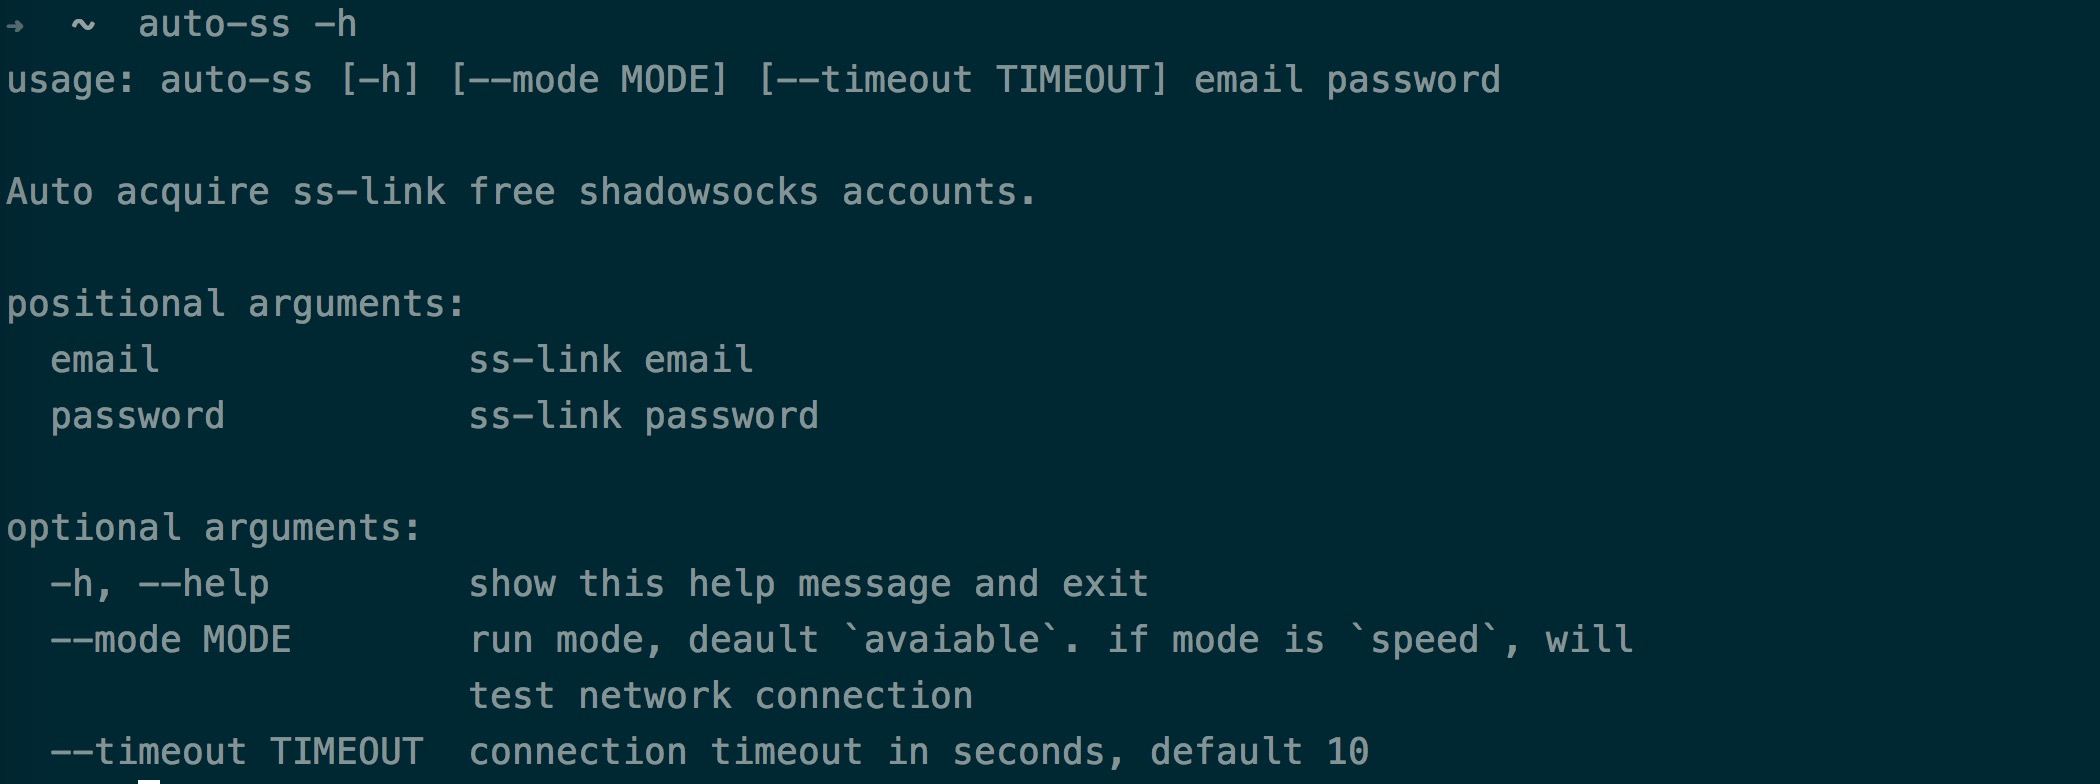 →  ~  auto-ss -h
usage: auto-ss [-h] [--mode MODE] [--timeout TIMEOUT] email password

Auto acquire ss-link free shadowsocks accounts.

positional arguments:
  email              ss-link email
  password           ss-link password

optional arguments:
  -h, --help         show this help message and exit
  --mode MODE        run mode, deault `avaiable`. if mode is `speed`, will
                     test network connection
  --timeout TIMEOUT  connection timeout in seconds, default 10